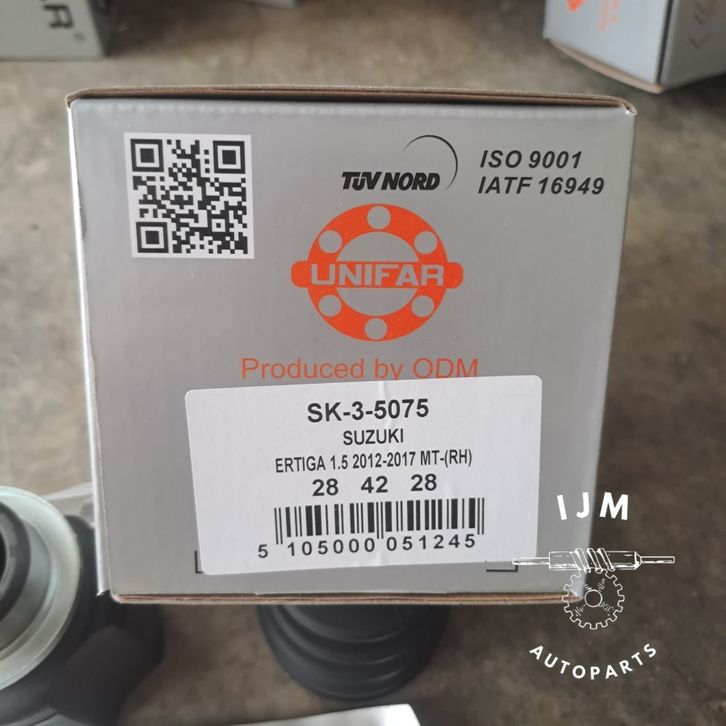 TÜV NORD
ISO 9001
IATF 16949
UNIFAR
Produced by ODM
SK-3-5075
SUZUKI
ERTIGA 1.5 2012-2017 MT-(RH)
28 42 28
5 105000 051245
IJM
AUTOPARTS